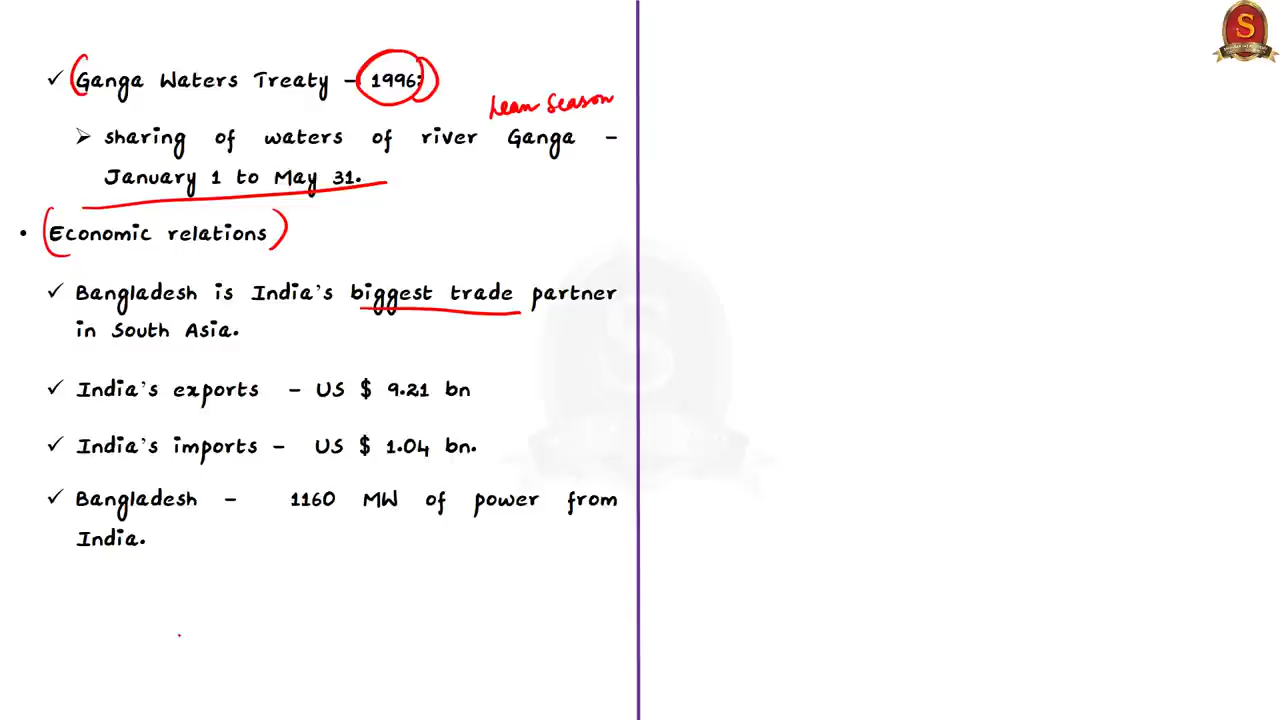 ✓ Ganga Waters Treaty – 1996:
Lean Season
➢ sharing of waters of river Ganga –
January 1 to May 31.
• Economic relations
✓ Bangladesh is India's biggest trade partner
in South Asia.
✓ India's exports – US $ 9.21 bn
✓ India's imports – US $ 1.04 bn.
✓ Bangladesh – 1160 MW of power from
India.
S